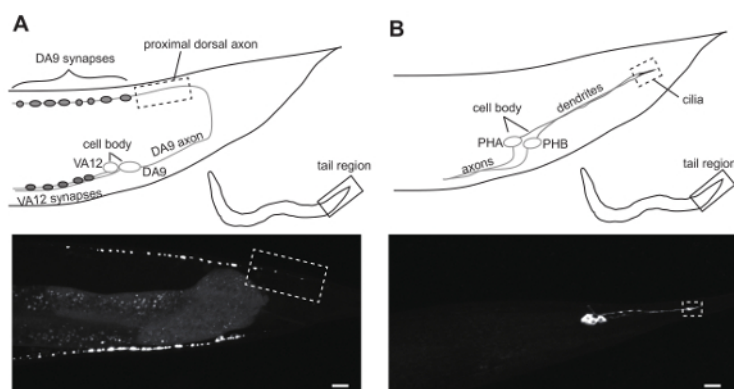 A
proximal dorsal axon
DA9 synapses
cell body
DA9 axon
VA12
DA9
VA12 synapses
tail region
B
dendrites
cilia
cell body
PHA
PHB
axons
tail region